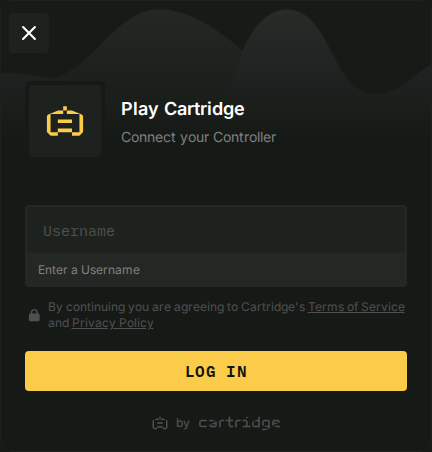 Play Cartridge
Connect your Controller
Username
Enter a Username
By continuing you are agreeing to Cartridge's Terms of Service
and Privacy Policy
LOG IN
by cartridge